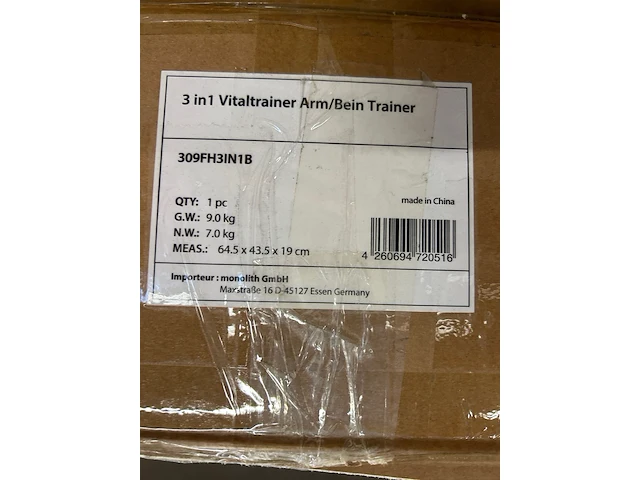 3 in1 Vitaltrainer Arm/Bein Trainer
309FH3IN1B
QTY: 1 pc
made in China
G.W.: 9.0 kg
N.W.: 7.0 kg
MEAS.: 64.5 x 43.5 x 19 cm
4 260694 720516
Importeur : monolith GmbH
Maxstraße 16 D-45127 Essen Germany